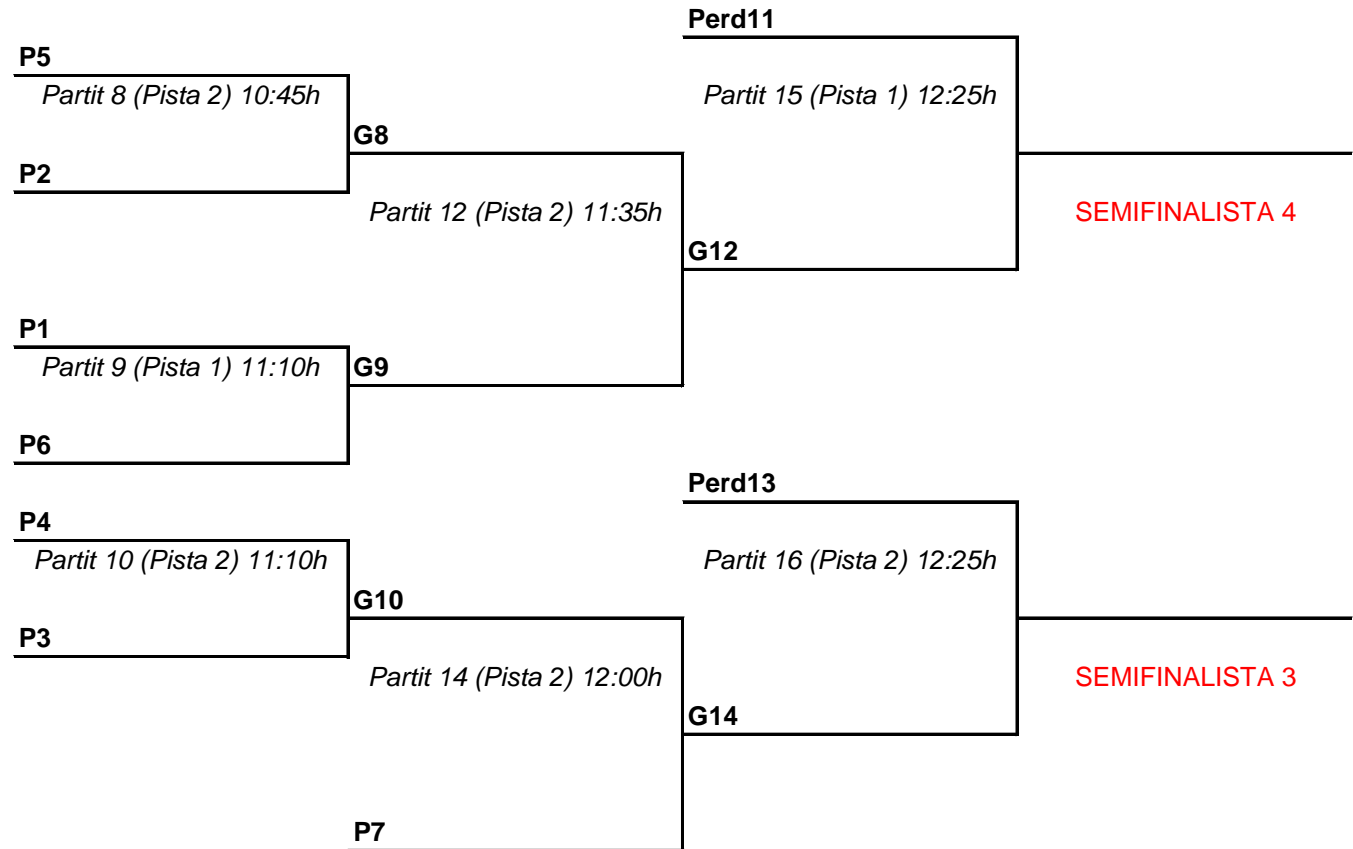 Perd11
P5
Partit 8 (Pista 2) 10:45h
Partit 15 (Pista 1) 12:25h
G8
P2
Partit 12 (Pista 2) 11:35h
SEMIFINALISTA 4
G12
P1
Partit 9 (Pista 1) 11:10h
G9
P6
Perd13
P4
Partit 10 (Pista 2) 11:10h
Partit 16 (Pista 2) 12:25h
G10
P3
Partit 14 (Pista 2) 12:00h
SEMIFINALISTA 3
G14
P7